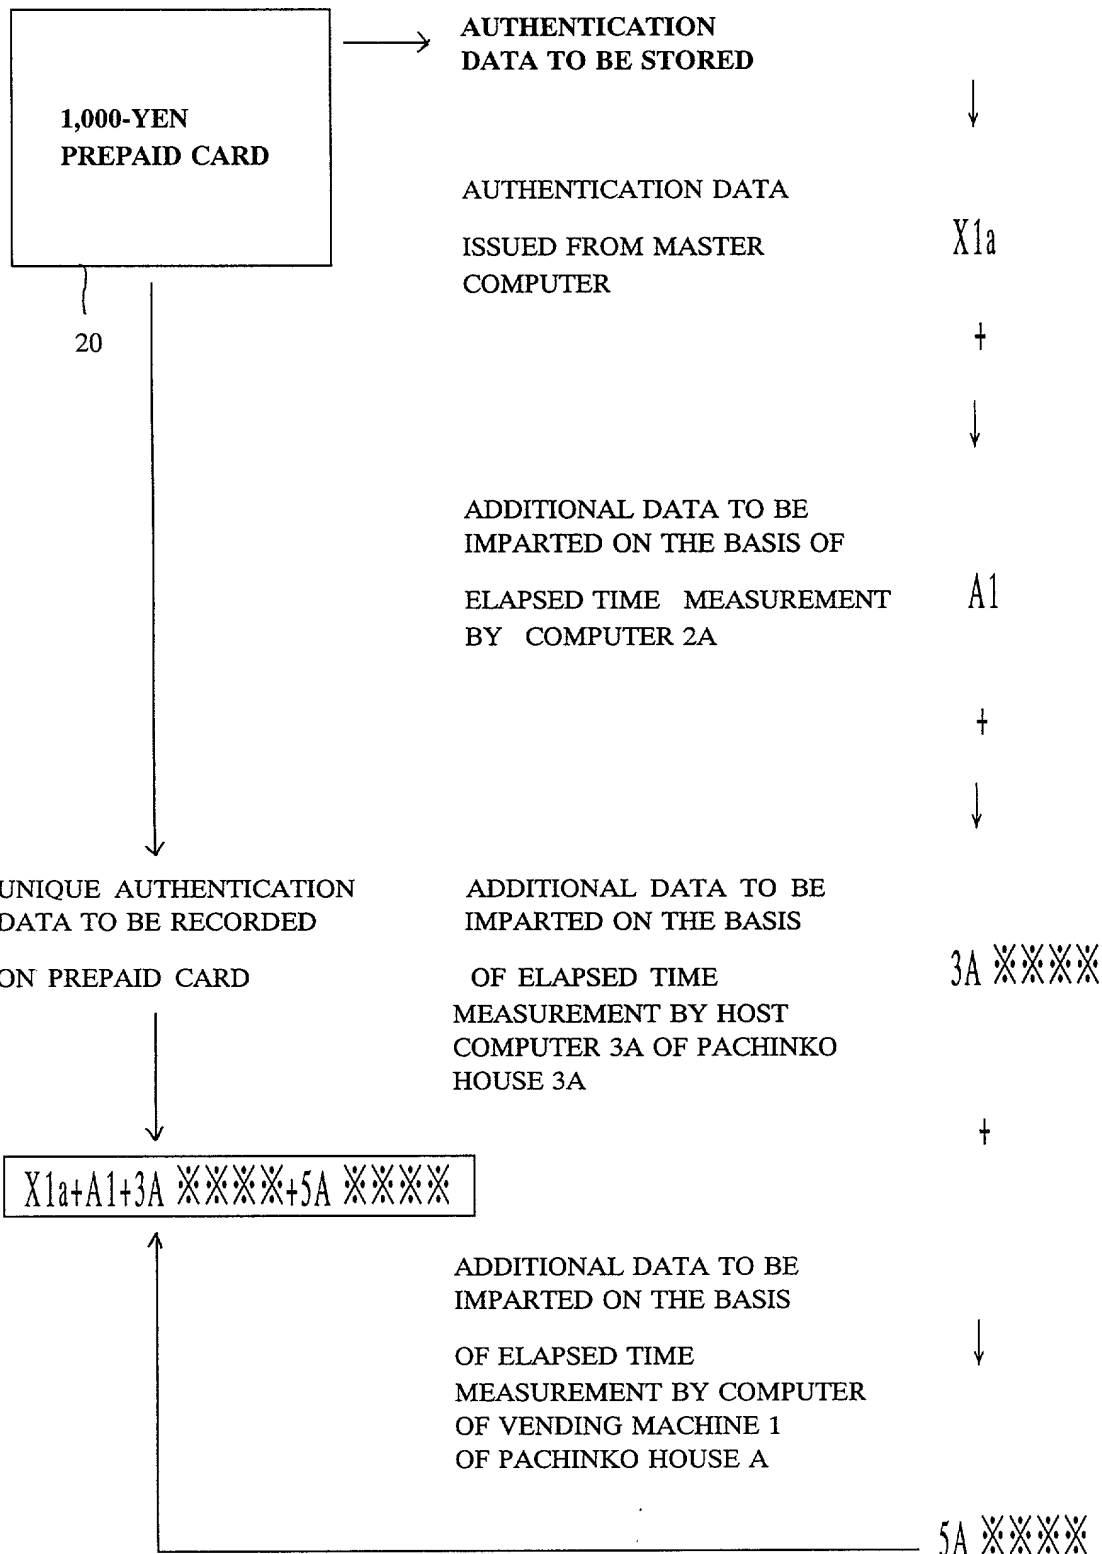 AUTHENTICATION
DATA TO BE STORED
1,000-YEN
PREPAID CARD
20
AUTHENTICATION DATA
ISSUED FROM MASTER
COMPUTER
X1a
+
ADDITIONAL DATA TO BE
IMPARTED ON THE BASIS OF
ELAPSED TIME MEASUREMENT
BY COMPUTER 2A
A1
+
UNIQUE AUTHENTICATION
DATA TO BE RECORDED
ON PREPAID CARD
ADDITIONAL DATA TO BE
IMPARTED ON THE BASIS
OF ELAPSED TIME
MEASUREMENT BY HOST
COMPUTER 3A OF PACHINKO
HOUSE 3A
3A ※※※※
+
X1a+A1+3A ※※※※+5A ※※※※
ADDITIONAL DATA TO BE
IMPARTED ON THE BASIS
OF ELAPSED TIME
MEASUREMENT BY COMPUTER
OF VENDING MACHINE 1
OF PACHINKO HOUSE A
5A ※※※※